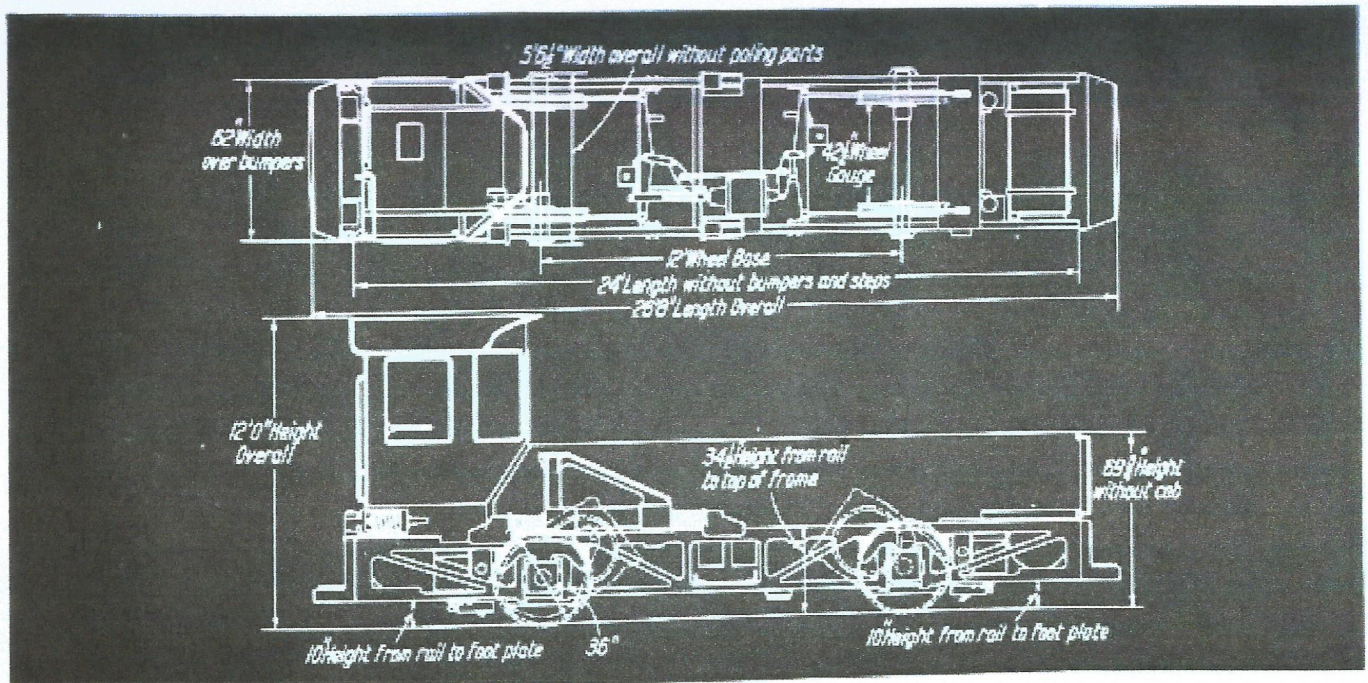 5'6½" Width overall without poling parts
62" Width
over bumpers
42½" Wheel
Gauge
12' Wheel Base
24' Length without bumpers and steps
26'8" Length Overall
12'0" Height
Overall
34¼" Height from rail
to top of frame
69⅞" Height
without cab
10" Height from rail to foot plate
36"
10" Height from rail to foot plate